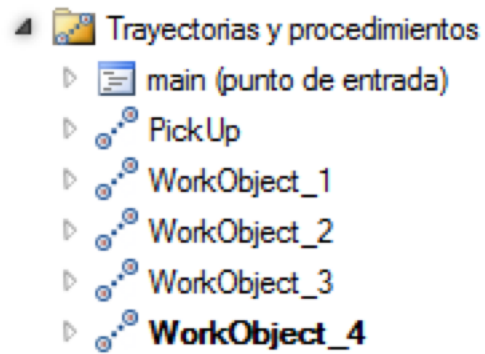 Trayectorias y procedimientos
main (punto de entrada)
PickUp
WorkObject_1
WorkObject_2
WorkObject_3
WorkObject_4